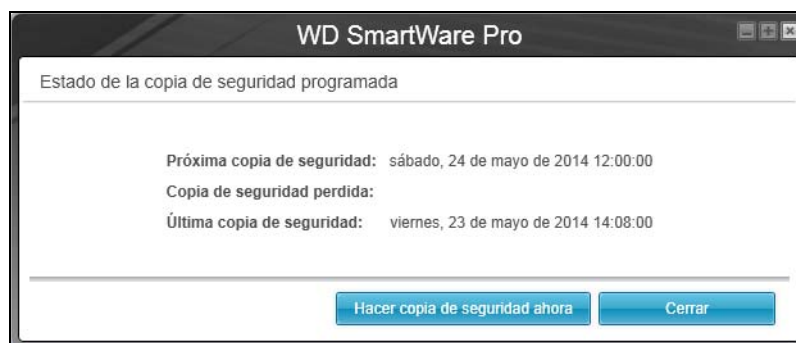 WD SmartWare Pro
Estado de la copia de seguridad programada
Próxima copia de seguridad: sábado, 24 de mayo de 2014 12:00:00
Copia de seguridad perdida:
Última copia de seguridad: viernes, 23 de mayo de 2014 14:08:00
Hacer copia de seguridad ahora Cerrar